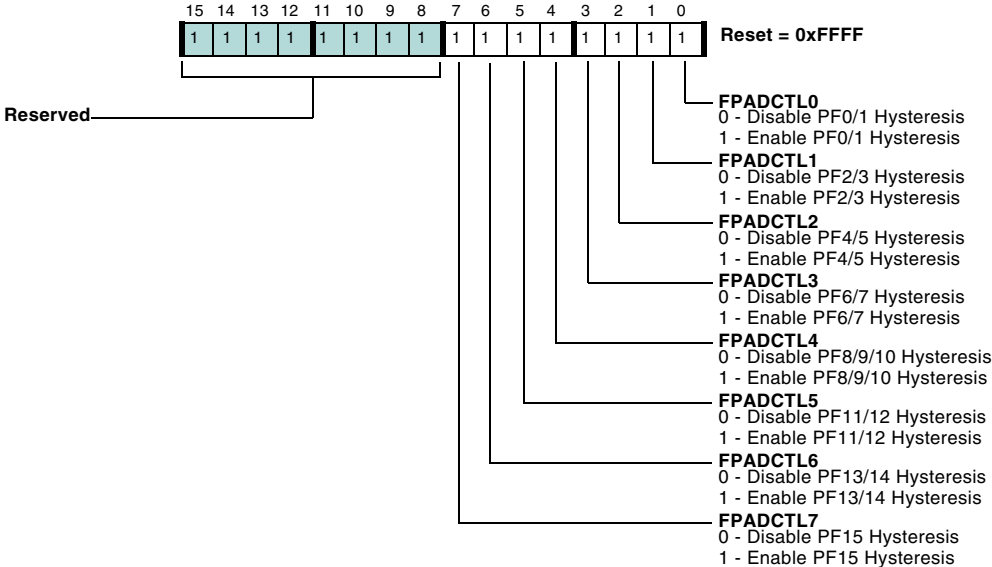 15 14 13 12 11 10 9 8 7 6 5 4 3 2 1 0
1 1 1 1 1 1 1 1 1 1 1 1 1 1 1 1 Reset = 0xFFFF
Reserved
FPADCTL0
0 - Disable PF0/1 Hysteresis
1 - Enable PF0/1 Hysteresis
FPADCTL1
0 - Disable PF2/3 Hysteresis
1 - Enable PF2/3 Hysteresis
FPADCTL2
0 - Disable PF4/5 Hysteresis
1 - Enable PF4/5 Hysteresis
FPADCTL3
0 - Disable PF6/7 Hysteresis
1 - Enable PF6/7 Hysteresis
FPADCTL4
0 - Disable PF8/9/10 Hysteresis
1 - Enable PF8/9/10 Hysteresis
FPADCTL5
0 - Disable PF11/12 Hysteresis
1 - Enable PF11/12 Hysteresis
FPADCTL6
0 - Disable PF13/14 Hysteresis
1 - Enable PF13/14 Hysteresis
FPADCTL7
0 - Disable PF15 Hysteresis
1 - Enable PF15 Hysteresis